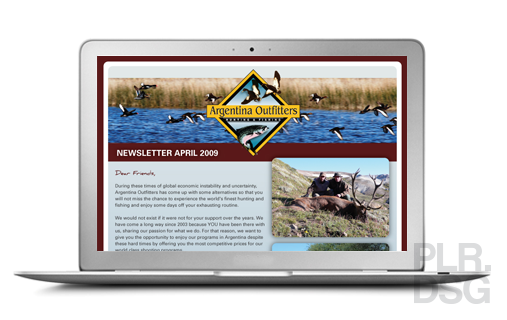 Argentina Outfitters
HUNTING & FISHING
NEWSLETTER APRIL 2009
Dear Friends,
During these times of global economic instability and uncertainty,
Argentina Outfitters has come up with some alternatives so that you
will not miss the chance to experience the world's finest hunting and
fishing and enjoy some days off your exhausting routine.
We would not exist if it were not for your support over the years. We
have come a long way since 2003 because YOU have been there with
us, sharing our passion for what we do. For that reason, we want to
give you the opportunity to enjoy our programs in Argentina despite
these hard times by offering you the most competitive prices for our
world class shooting programs.
PLR.
DSG